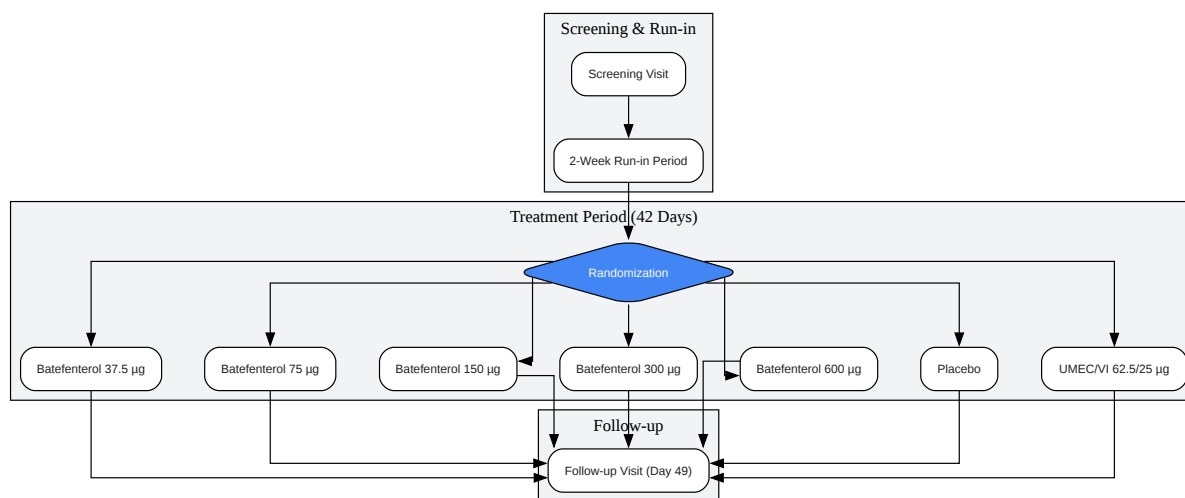 Screening & Run-in
Screening Visit
2-Week Run-in Period
Treatment Period (42 Days)
Randomization
Batefenterol 37.5 µg
Batefenterol 75 µg
Batefenterol 150 µg
Batefenterol 300 µg
Batefenterol 600 µg
Placebo
UMEC/VI 62.5/25 µg
Follow-up
Follow-up Visit (Day 49)